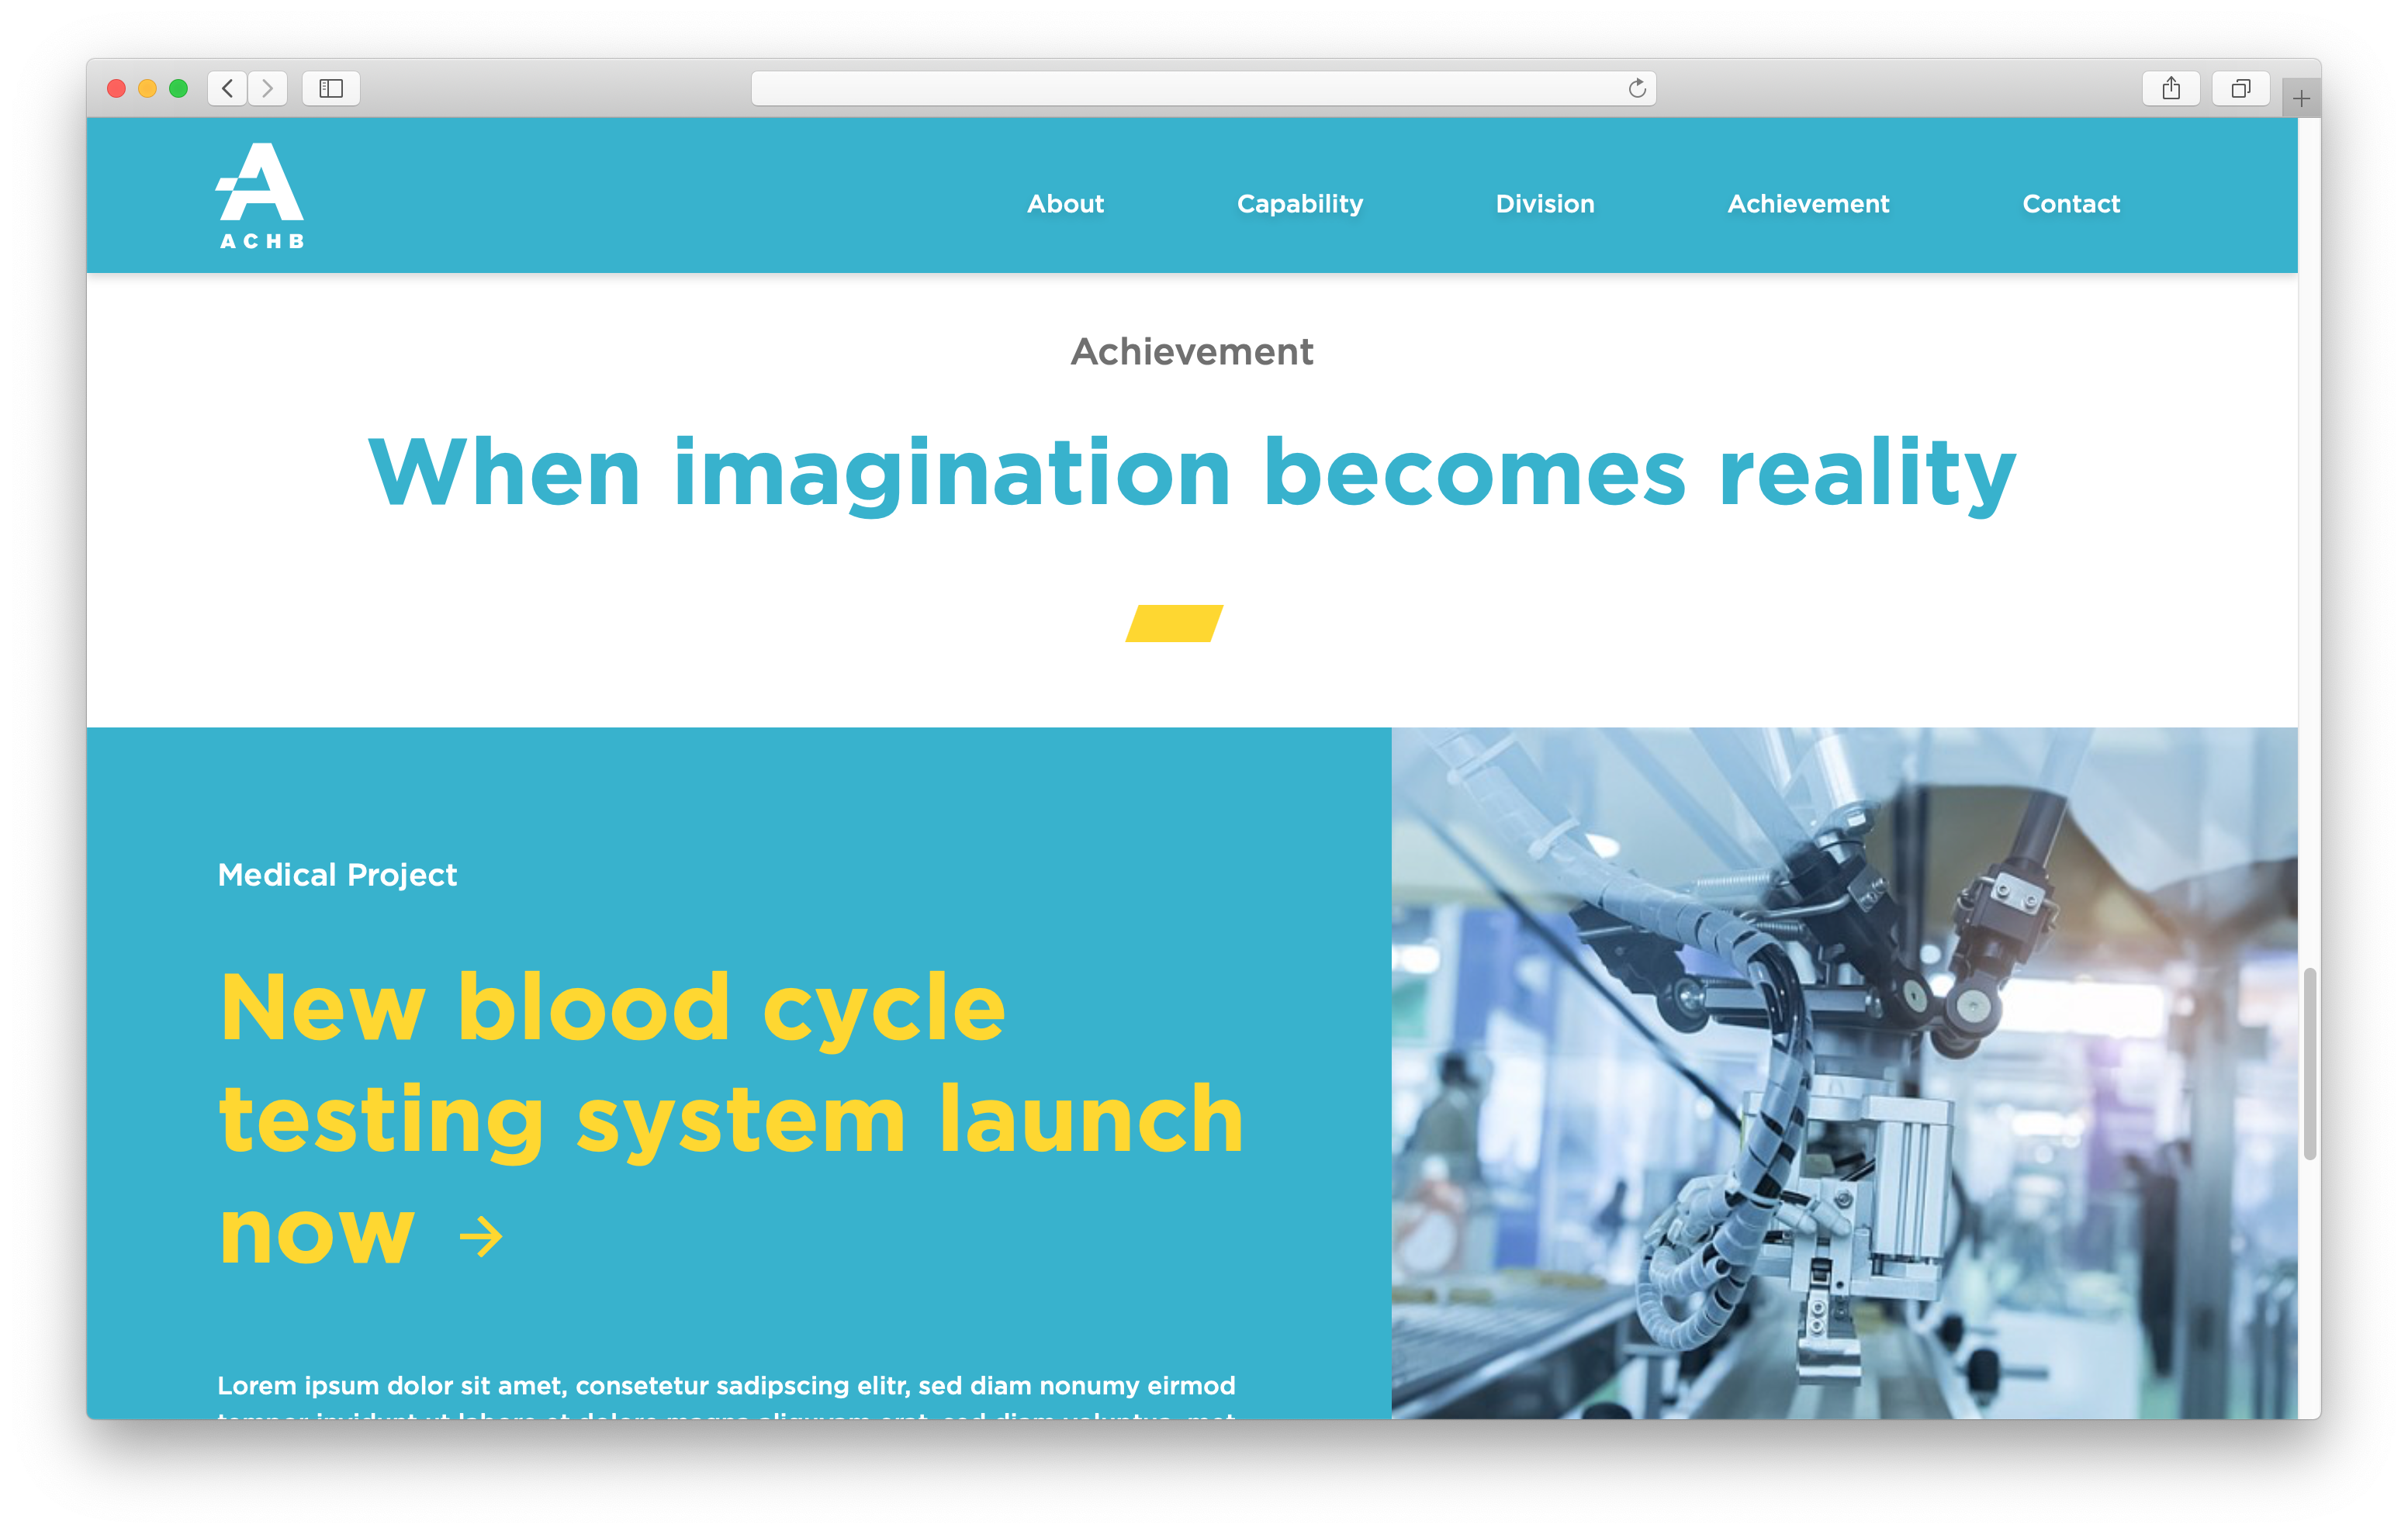 ACHB
About Capability Division Achievement Contact
Achievement
When imagination becomes reality
Medical Project
New blood cycle
testing system launch
now →
Lorem ipsum dolor sit amet, consetetur sadipscing elitr, sed diam nonumy eirmod